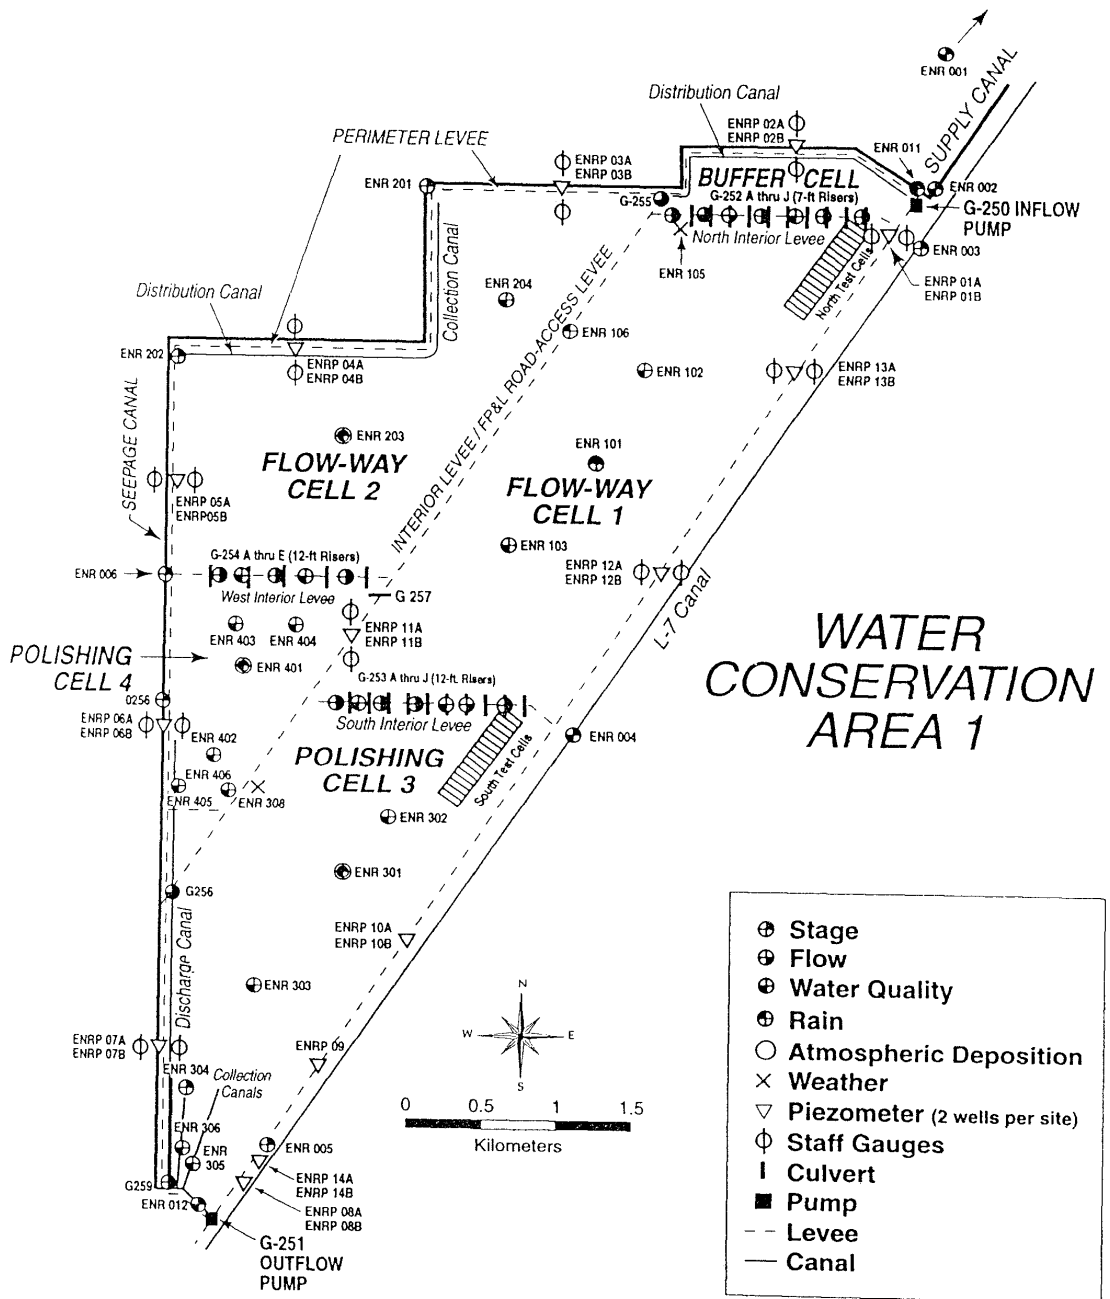 ENR 001
SUPPLY CANAL
Distribution Canal
ENRP 02A
ENRP 02B
PERIMETER LEVEE
ENR 011
ENRP 03A
ENRP 03B
ENR 201
BUFFER CELL
ENR 002
G-255
G-252 A thru J (7-ft Risers)
G-250 INFLOW
PUMP
North Interior Levee
ENR 003
ENR 105
North Test Cells
ENRP 01A
ENRP 01B
Collection Canal
ENR 204
Distribution Canal
INTERIOR LEVEE / FP&L ROAD-ACCESS LEVEE
ENR 106
ENR 202
ENRP 04A
ENRP 04B
ENR 102
ENRP 13A
ENRP 13B
SEEPAGE CANAL
ENR 203
ENR 101
FLOW-WAY
CELL 2
FLOW-WAY
CELL 1
ENRP 05A
ENRP05B
ENR 103
G-254 A thru E (12-ft Risers)
ENR 006
West Interior Levee
G 257
ENRP 12A
ENRP 12B
L-7 Canal
ENR 403
ENR 404
ENRP 11A
ENRP 11B
WATER
CONSERVATION
AREA 1
POLISHING
CELL 4
ENR 401
G-253 A thru J (12-ft. Risers)
0256
South Interior Levee
ENRP 06A
ENRP 06B
ENR 402
ENR 004
POLISHING
CELL 3
South Test Cells
ENR 406
ENR 405
ENR 308
ENR 302
ENR 301
G256
Discharge Canal
ENRP 10A
ENRP 10B
ENR 303
N
W
E
S
ENRP 07A
ENRP 07B
ENRP 09
ENR 304
Collection
Canals
0
0.5
1
1.5
Kilometers
ENR 306
ENR
305
ENR 005
G259
ENRP 14A
ENRP 14B
ENR 012
ENRP 08A
ENRP 08B
G-251
OUTFLOW
PUMP
Stage
Flow
Water Quality
Rain
Atmospheric Deposition
Weather
Piezometer (2 wells per site)
Staff Gauges
Culvert
Pump
Levee
Canal